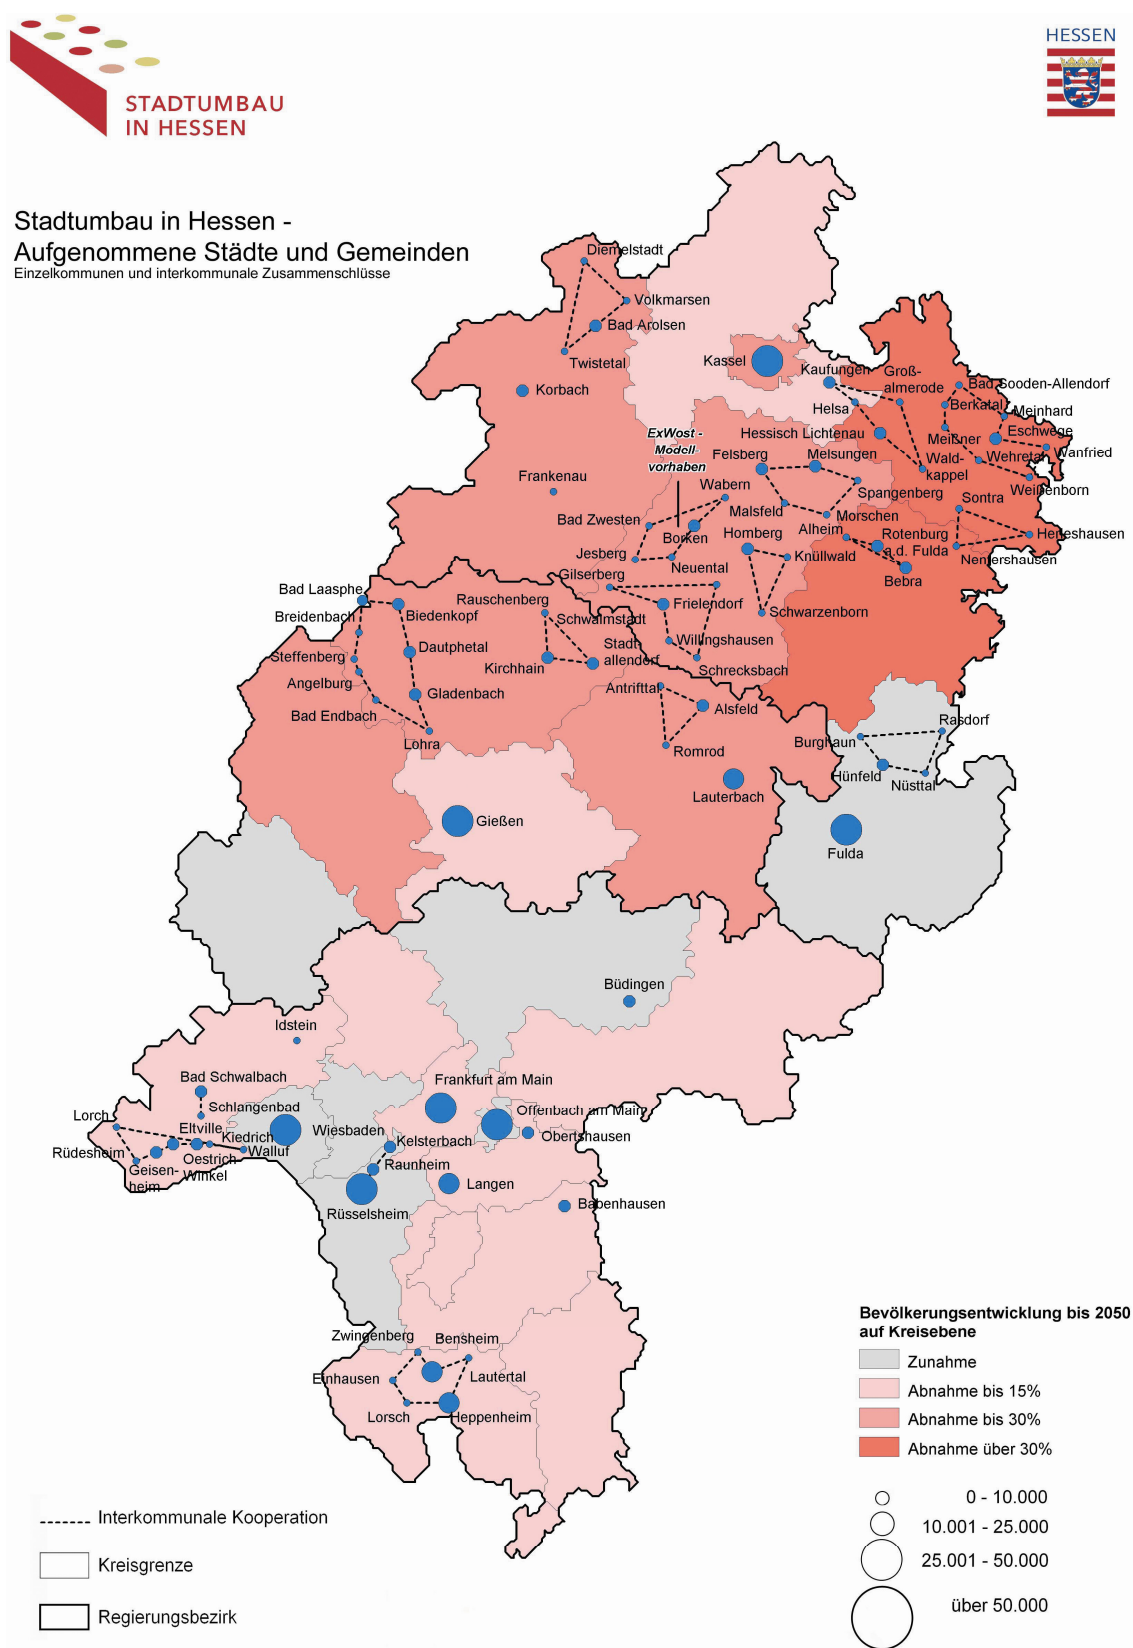 STADTUMBAU
IN HESSEN
HESSEN
Stadtumbau in Hessen -
Aufgenommene Städte und Gemeinden
Einzelkommunen und interkommunale Zusammenschlüsse
Diemelstadt
Volkmarsen
Bad Arolsen
Twistetal
Kassel
Kaufungen
Groß-
almerode
Korbach
Bad Sooden-Allendorf
Helsa
Berkatal
Meinhard
ExWost -
Modell-
vorhaben
Hessisch Lichtenau
Meißner
Eschwege
Felsberg
Melsungen
Wald-
kappel
Wehretal
Wanfried
Frankenau
Wabern
Spangenberg
Weißenborn
Sontra
Malsfeld
Morschen
Bad Zwesten
Borken
Homberg
Alheim
Rotenburg
a.d. Fulda
Herleshausen
Jesberg
Neuental
Knüllwald
Nentershausen
Gilserberg
Bebra
Bad Laasphe
Rauschenberg
Frielendorf
Breidenbach
Biedenkopf
Schwalmstadt
Schwarzenborn
Steffenberg
Dautphetal
Kirchhain
Stadt-
allendorf
Willingshausen
Angelburg
Gladenbach
Schrecksbach
Bad Endbach
Antrifttal
Alsfeld
Lohra
Romrod
Burghaun
Rasdorf
Hünfeld
Nüsttal
Lauterbach
Gießen
Fulda
Büdingen
Idstein
Bad Schwalbach
Frankfurt am Main
Lorch
Schlangenbad
Offenbach am Main
Eltville
Kiedrich
Wiesbaden
Kelsterbach
Obertshausen
Rüdesheim
Walluf
Geisen-
heim
Oestrich
Winkel
Raunheim
Langen
Rüsselsheim
Babenhausen
Zwingenberg
Bensheim
Einhausen
Lautertal
Lorsch
Heppenheim
Bevölkerungsentwicklung bis 2050
auf Kreisebene
Zunahme
Abnahme bis 15%
Abnahme bis 30%
Abnahme über 30%
0 - 10.000
10.001 - 25.000
25.001 - 50.000
über 50.000
Interkommunale Kooperation
Kreisgrenze
Regierungsbezirk